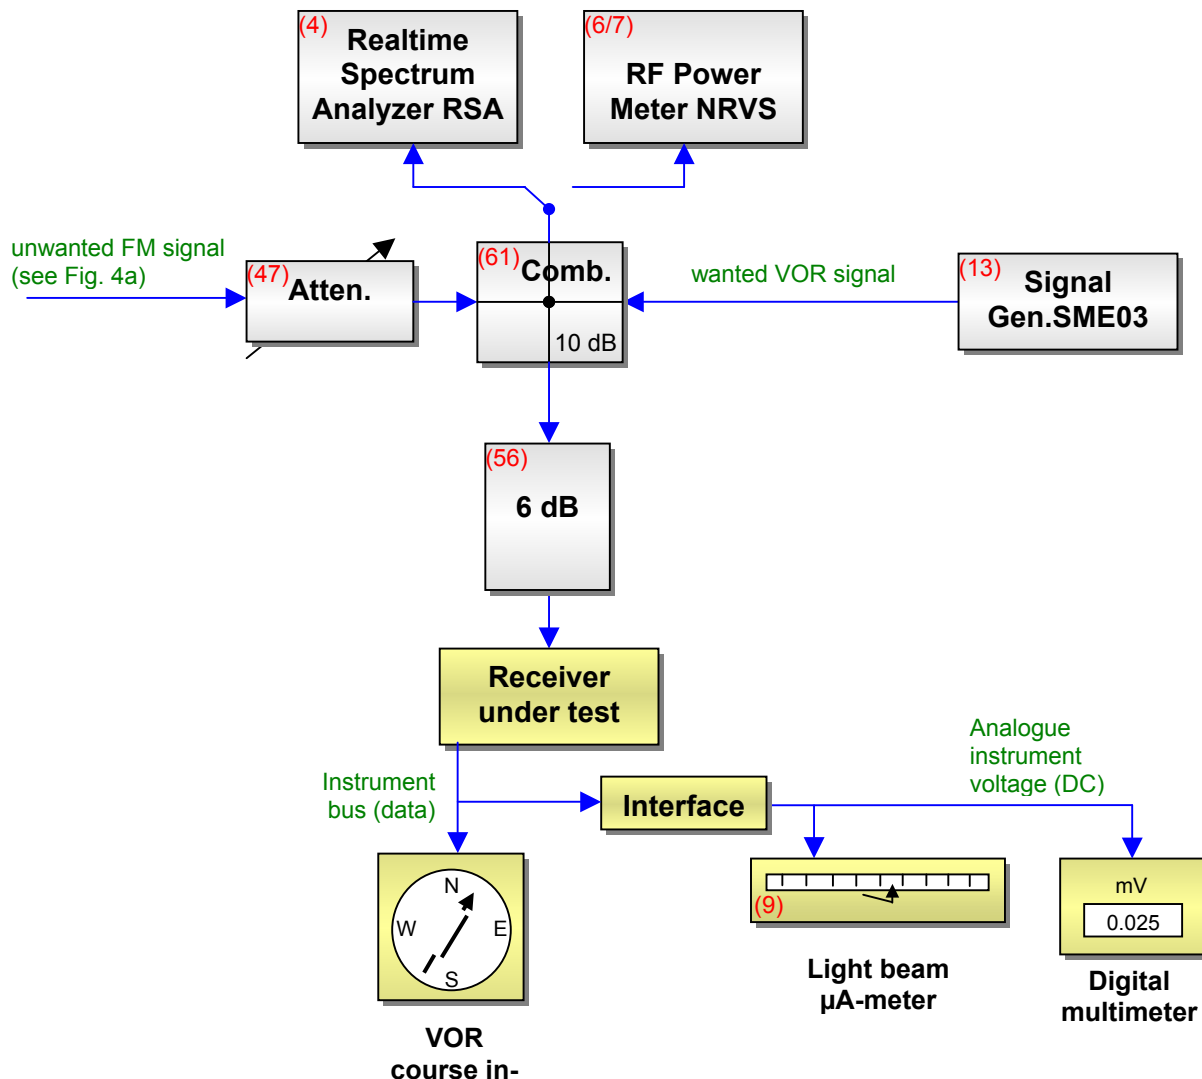 (4)
Realtime
Spectrum
Analyzer RSA
(6/7)
RF Power
Meter NRVS
unwanted FM signal
(see Fig. 4a)
(47)
Atten.
(61)
Comb.
10 dB
wanted VOR signal
(13)
Signal
Gen.SME03
(56)
6 dB
Receiver
under test
Instrument
bus (data)
Interface
Analogue
instrument
voltage (DC)
N
W
E
S
(9)
mV
0.025
Light beam
µA-meter
Digital
multimeter
VOR
course in-